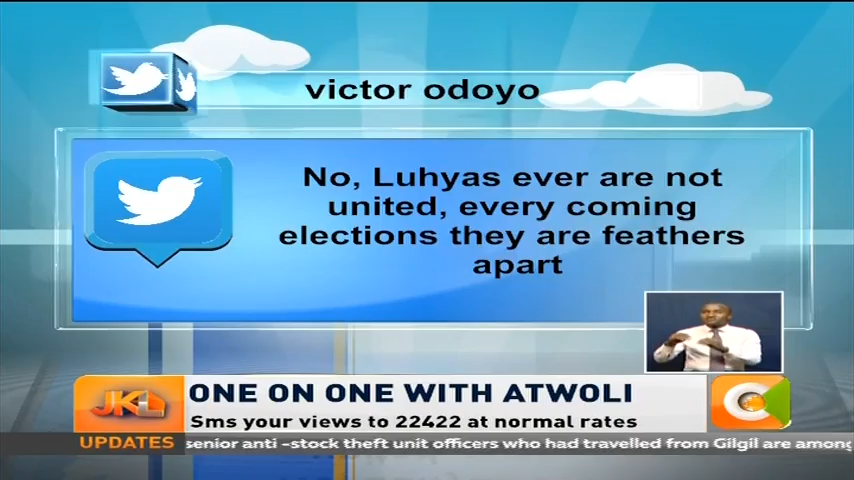 victor odoyo
No, Luhyas ever are not
united, every coming
elections they are feathers
apart
JKL
ONE ON ONE WITH ATWOLI
Sms your views to 22422 at normal rates
UPDATES
senior anti –stock theft unit officers who had travelled from Gilgil are among